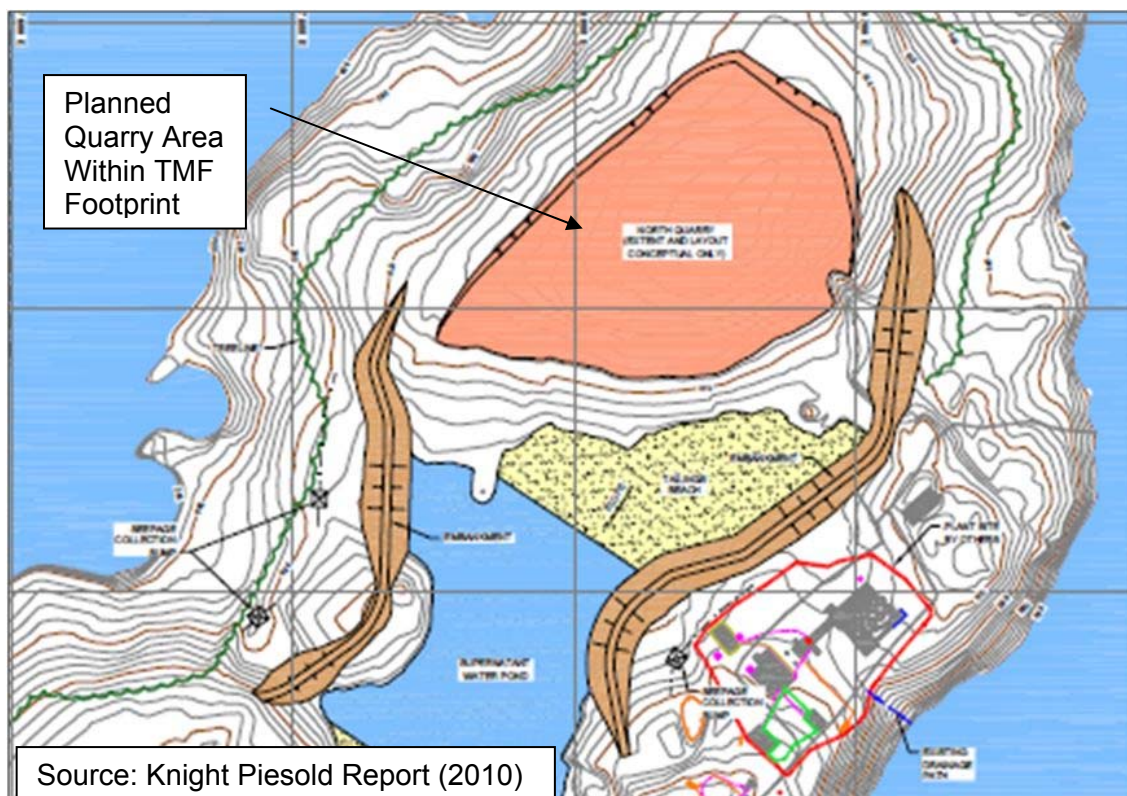 Planned
Quarry Area
Within TMF
Footprint
NORTH QUARRY
(EXTENT AND LAYOUT
CONCEPTUAL ONLY)
TREELINE
TAILINGS
BEACH
EMBANKMENT
SEEPAGE
COLLECTION
SUMP
EMBANKMENT
PLANT SITE
BY OTHERS
SUPERNATANT
WATER POND
SEEPAGE
COLLECTION
SUMP
EXISTING
DRAINAGE
PATH
Source: Knight Piesold Report (2010)